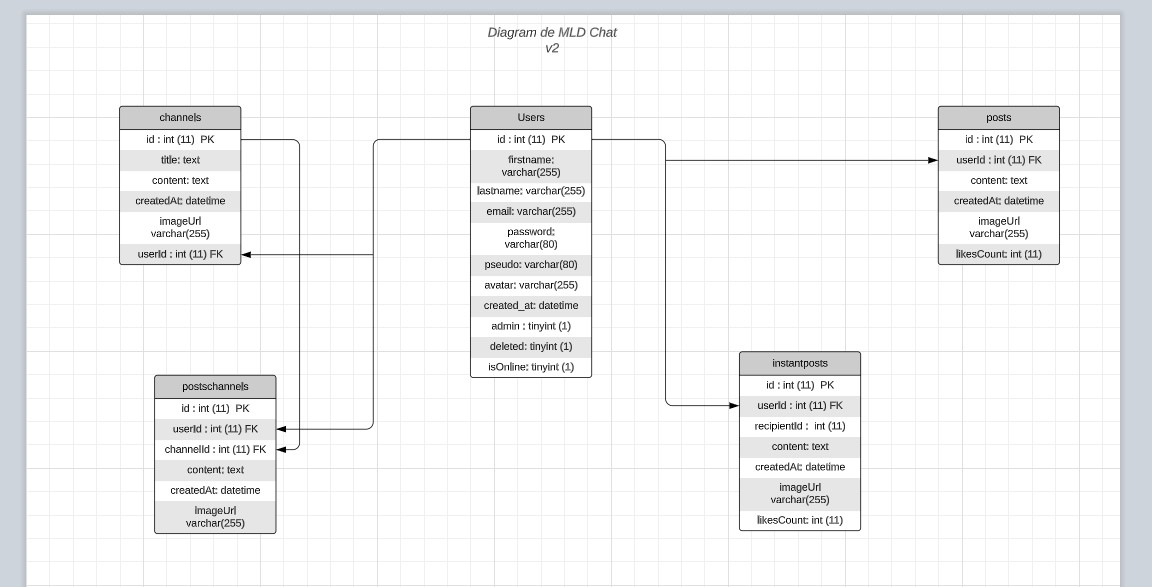 Diagram de MLD Chat
v2
channels
id : int (11) PK
title: text
content: text
createdAt: datetime
imageUrl
varchar(255)
userId : int (11) FK
Users
id : int (11) PK
firstname:
varchar(255)
lastname: varchar(255)
email: varchar(255)
password:
varchar(80)
pseudo: varchar(80)
avatar: varchar(255)
created_at: datetime
admin : tinyint (1)
deleted: tinyint (1)
isOnline: tinyint (1)
posts
id : int (11) PK
userId : int (11) FK
content: text
createdAt: datetime
imageUrl
varchar(255)
likesCount: int (11)
postschannels
id : int (11) PK
userId : int (11) FK
channelId : int (11) FK
content: text
createdAt: datetime
imageUrl
varchar(255)
instantposts
id : int (11) PK
userId : int (11) FK
recipientId : int (11)
content: text
createdAt: datetime
imageUrl
varchar(255)
likesCount: int (11)